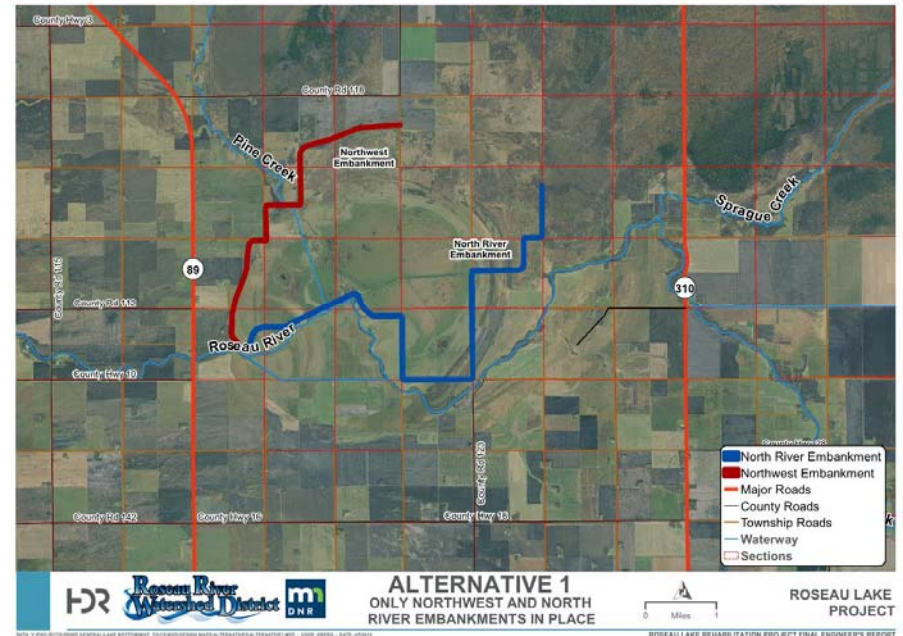 County Hwy 3
County Rd 118
Pine Creek
Northwest
Embankment
Sprague Creek
North River
Embankment
County Rd 115
89
310
County Rd 112
Roseau River
County Hwy 10
County Rd 123
County Hwy 28
County Rd 142
County Hwy 16
County Hwy 18
North River Embankment
Northwest Embankment
Major Roads
County Roads
Township Roads
Waterway
Sections
HDR
Roseau River
Watershed District
DNR
ALTERNATIVE 1
ONLY NORTHWEST AND NORTH
RIVER EMBANKMENTS IN PLACE
0 Miles 1
ROSEAU LAKE
PROJECT
ROSEAU LAKE REHABILITATION PROJECT FINAL ENGINEER'S REPORT